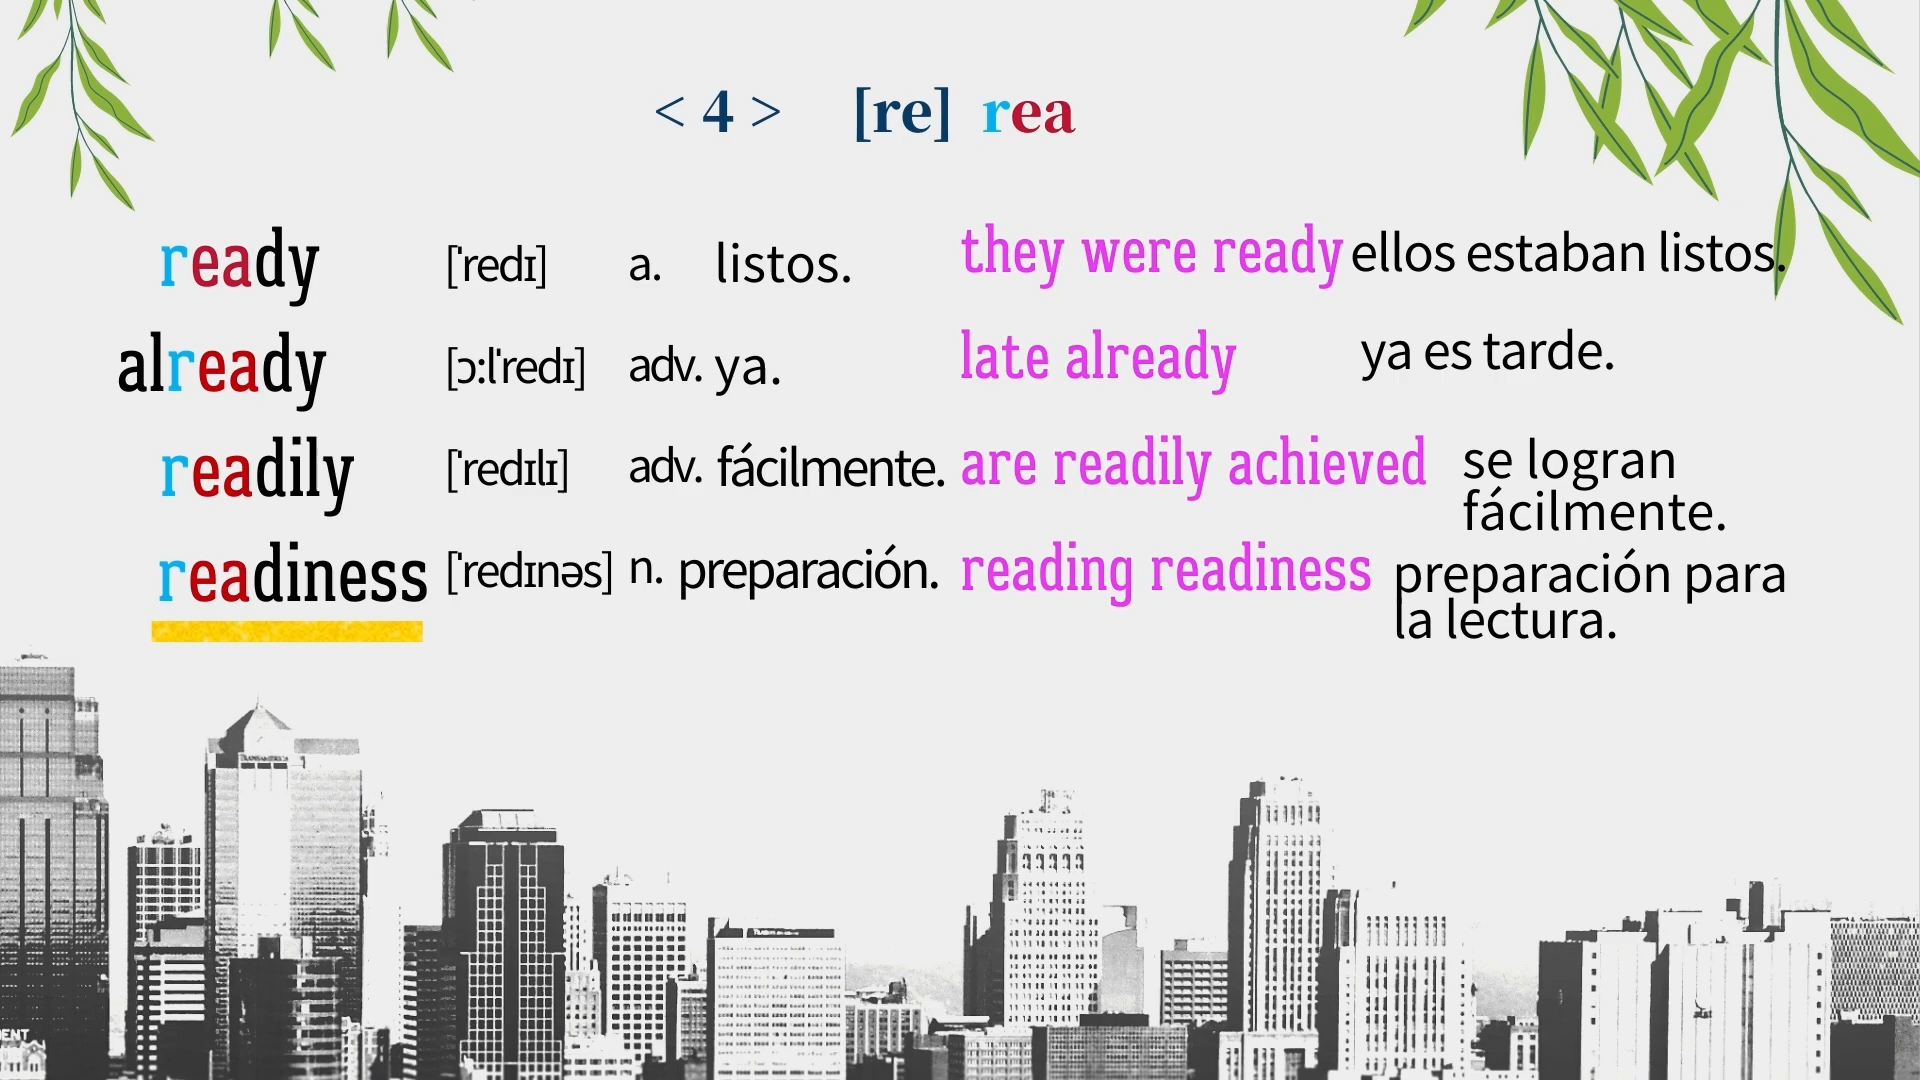 < 4 > [re] rea
ready ['redɪ] a. listos. they were ready ellos estaban listos.
already [ɔ:l'redɪ] adv. ya. late already ya es tarde.
readily ['redɪlɪ] adv. fácilmente. are readily achieved se logran
fácilmente.
readiness ['redɪnəs] n. preparación. reading readiness preparación para
la lectura.
TRANSAMERICA
ENT